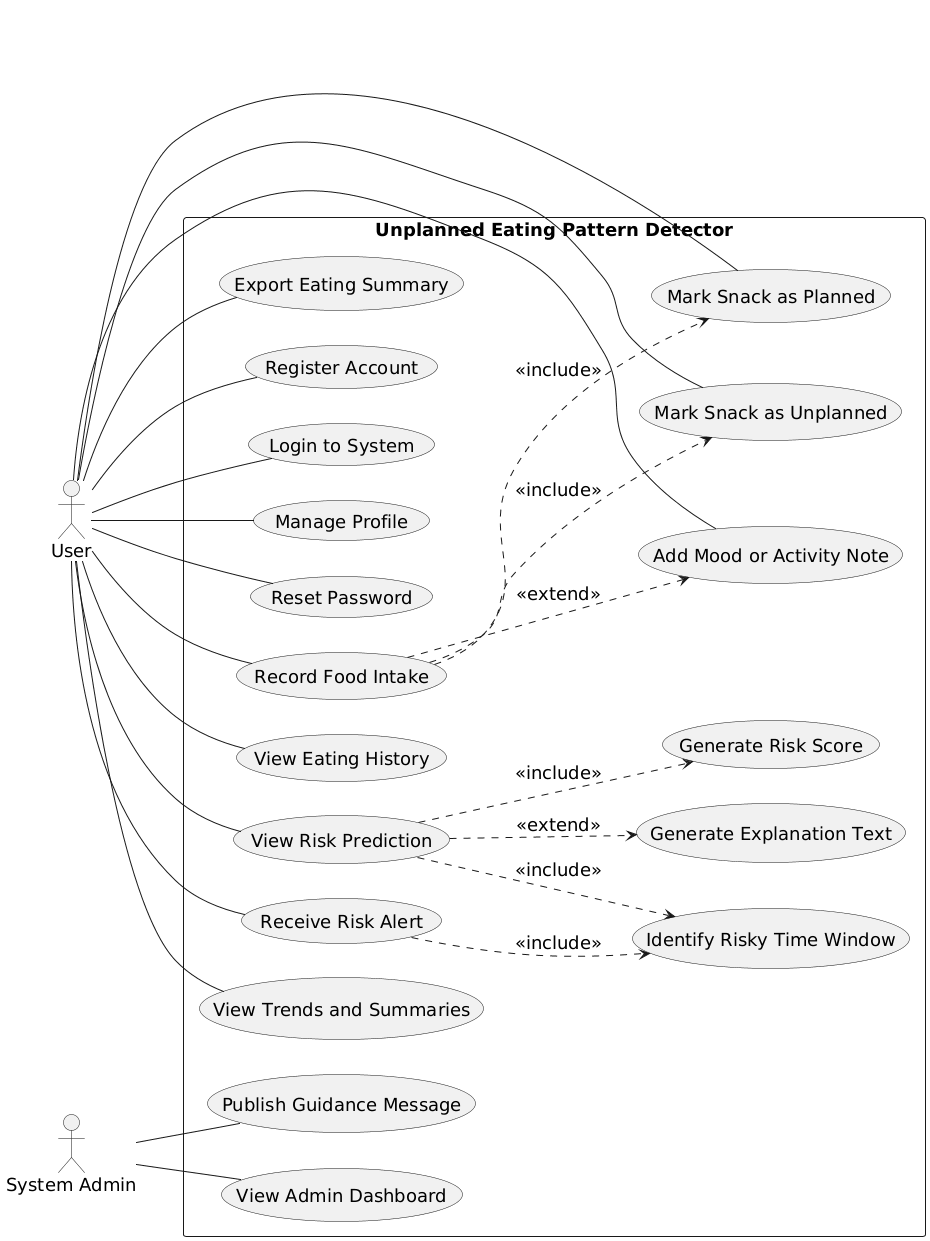 Unplanned Eating Pattern Detector
Export Eating Summary
Mark Snack as Planned
Register Account
«include»
Mark Snack as Unplanned
Login to System
«include»
Manage Profile
User
Add Mood or Activity Note
Reset Password
«extend»
Record Food Intake
Generate Risk Score
View Eating History
«include»
«extend»
Generate Explanation Text
View Risk Prediction
«include»
Receive Risk Alert
«include»
Identify Risky Time Window
View Trends and Summaries
Publish Guidance Message
System Admin
View Admin Dashboard